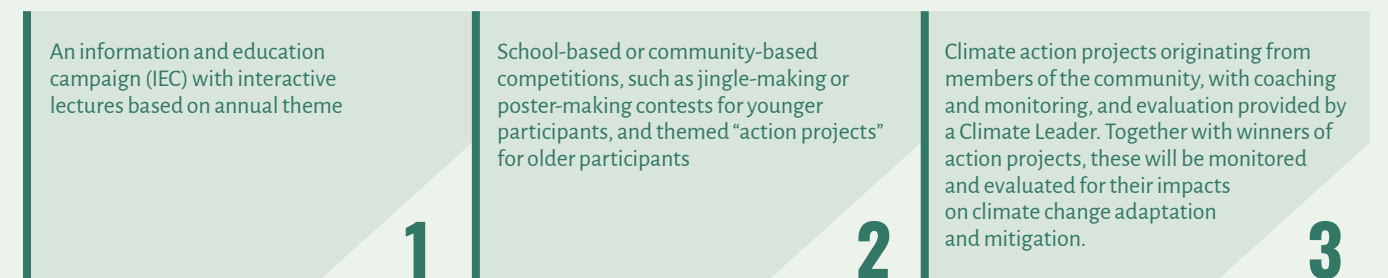 An information and education
campaign (IEC) with interactive
lectures based on annual theme
1
School-based or community-based
competitions, such as jingle-making or
poster-making contests for younger
participants, and themed “action projects”
for older participants
2
Climate action projects originating from
members of the community, with coaching
and monitoring, and evaluation provided by
a Climate Leader. Together with winners of
action projects, these will be monitored
and evaluated for their impacts
on climate change adaptation
and mitigation.
3